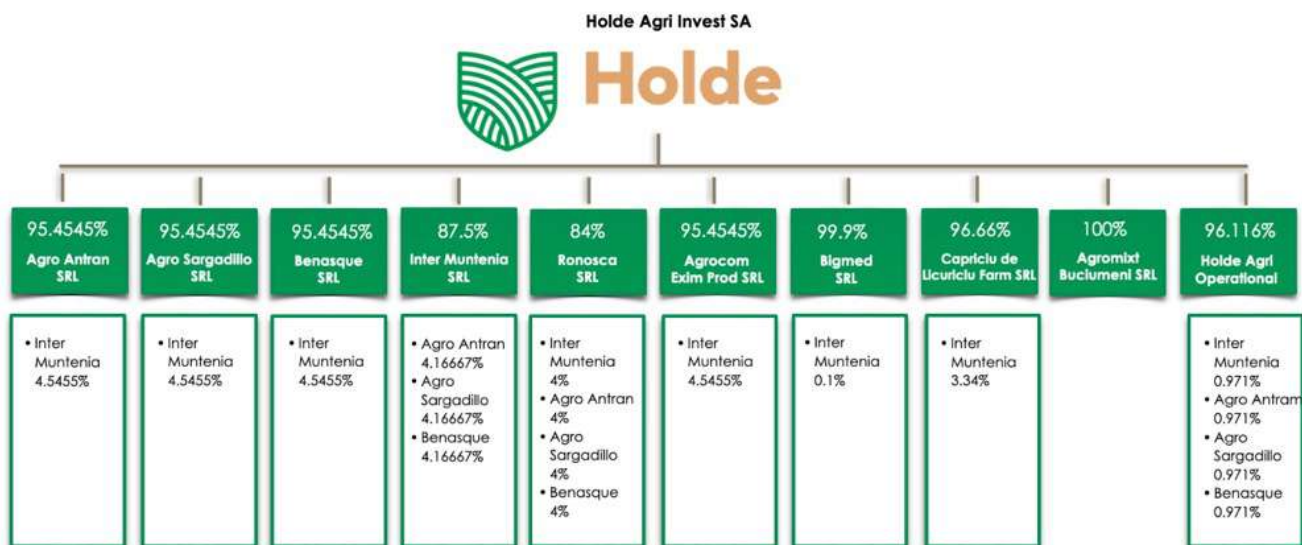 Holde Agri Invest SA
Holde
95.4545%
Agro Antran
SRL
95.4545%
Agro Sargadillo
SRL
95.4545%
Benasque
SRL
87.5%
Inter Muntenia
SRL
84%
Ronosca
SRL
95.4545%
Agrocom
Exim Prod SRL
99.9%
Bigmed
SRL
96.66%
Capriciu de
Licuriciu Farm SRL
100%
Agromixt
Buciumeni SRL
96.116%
Holde Agri
Operational
• Inter
Muntenia
4.5455%
• Inter
Muntenia
4.5455%
• Inter
Muntenia
4.5455%
• Agro Antran
4.16667%
• Agro
Sargadillo
4.16667%
• Benasque
4.16667%
• Inter
Muntenia
4%
• Agro Antran
4%
• Agro
Sargadillo
4%
• Benasque
4%
• Inter
Muntenia
4.5455%
• Inter
Muntenia
0.1%
• Inter
Muntenia
3.34%
• Inter
Muntenia
0.971%
• Agro Antram
0.971%
• Agro
Sargadillo
0.971%
• Benasque
0.971%